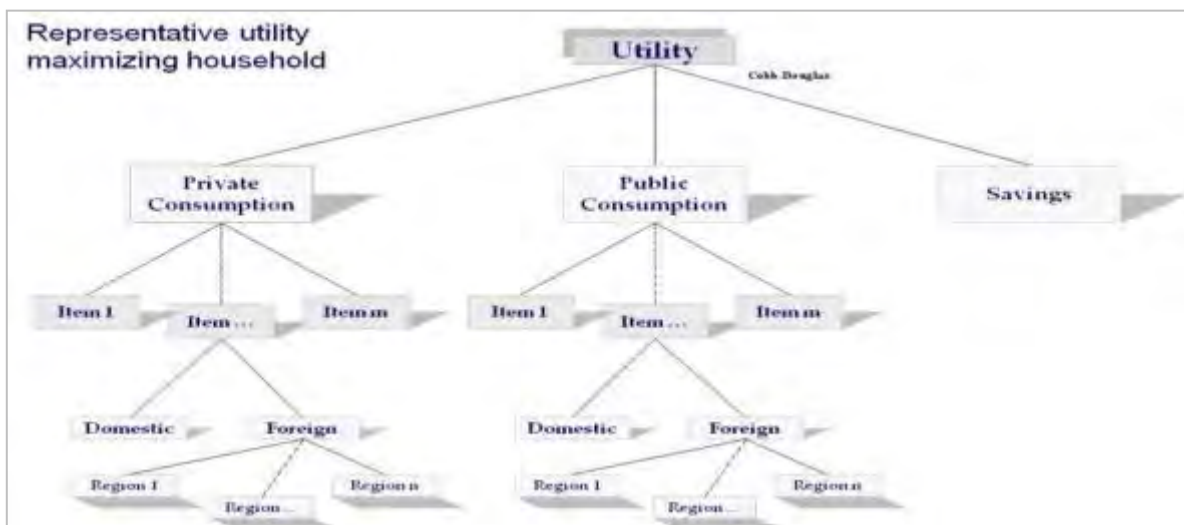 Representative utility
maximizing household
Utility
Cobb-Douglas
Private
Consumption
Public
Consumption
Savings
Item 1
Item ...
Item m
Item 1
Item ...
Item m
Domestic
Foreign
Domestic
Foreign
Region 1
Region ...
Region n
Region 1
Region ...
Region n